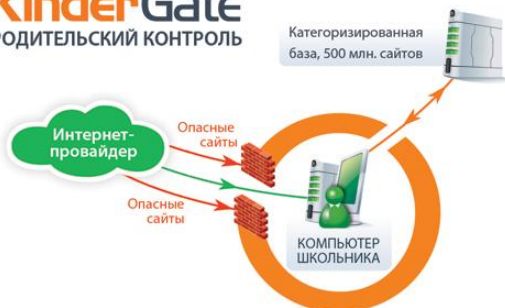 KinderGate
РОДИТЕЛЬСКИЙ КОНТРОЛЬ
Категоризированная
база, 500 млн. сайтов
Интернет-
провайдер
Опасные
сайты
Опасные
сайты
КОМПЬЮТЕР
ШКОЛЬНИКА